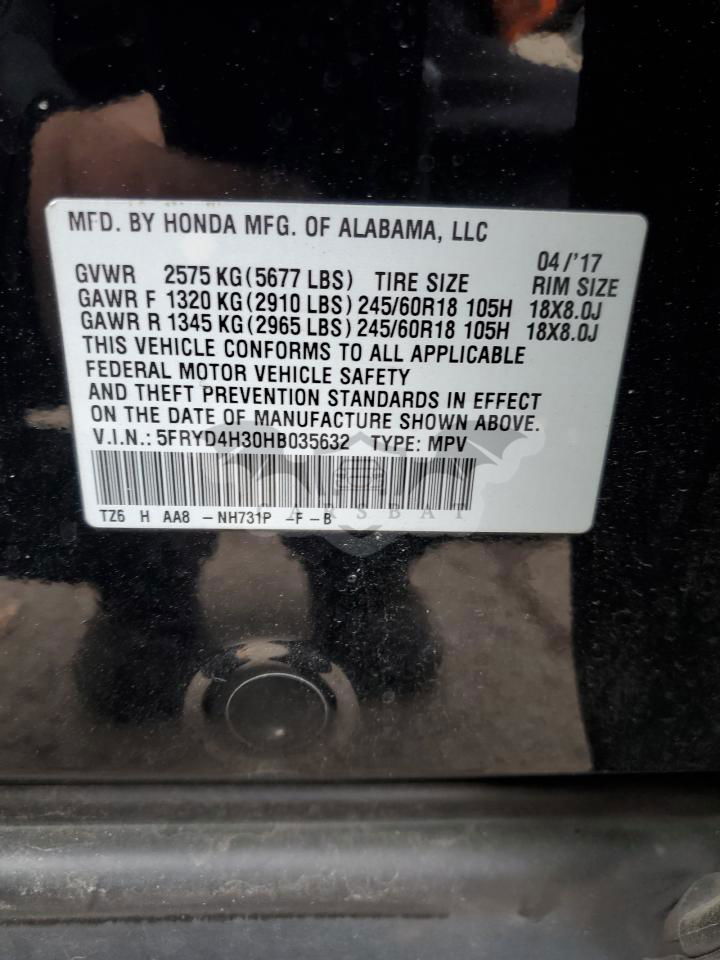 MFD. BY HONDA MFG. OF ALABAMA, LLC
04/'17
GVWR 2575 KG (5677 LBS) TIRE SIZE RIM SIZE
GAWR F 1320 KG (2910 LBS) 245/60R18 105H 18X8.0J
GAWR R 1345 KG (2965 LBS) 245/60R18 105H 18X8.0J
THIS VEHICLE CONFORMS TO ALL APPLICABLE
FEDERAL MOTOR VEHICLE SAFETY
AND THEFT PREVENTION STANDARDS IN EFFECT
ON THE DATE OF MANUFACTURE SHOWN ABOVE.
V.I.N.: 5FRYD4H30HB035632 TYPE: MPV
TZ6 H AA8 -NH731P -F -B
CARSBAT